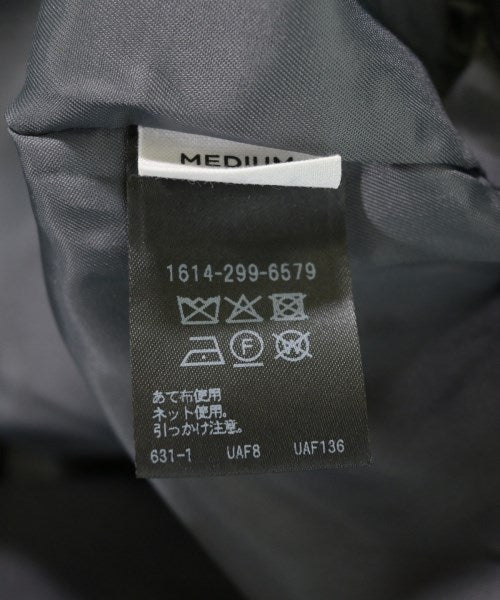 MEDIUM
1614-299-6579
F
W
あて布使用
ネット使用。
引っかけ注意。
631-1 UAF8 UAF136